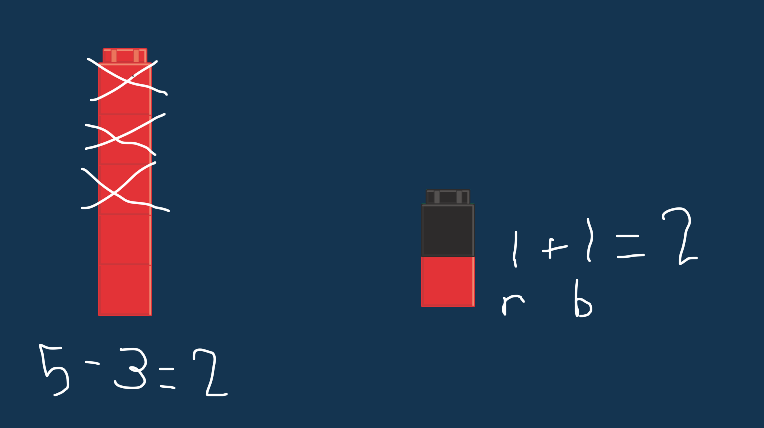 5 - 3 = 2
1 + 1 = 2
r b